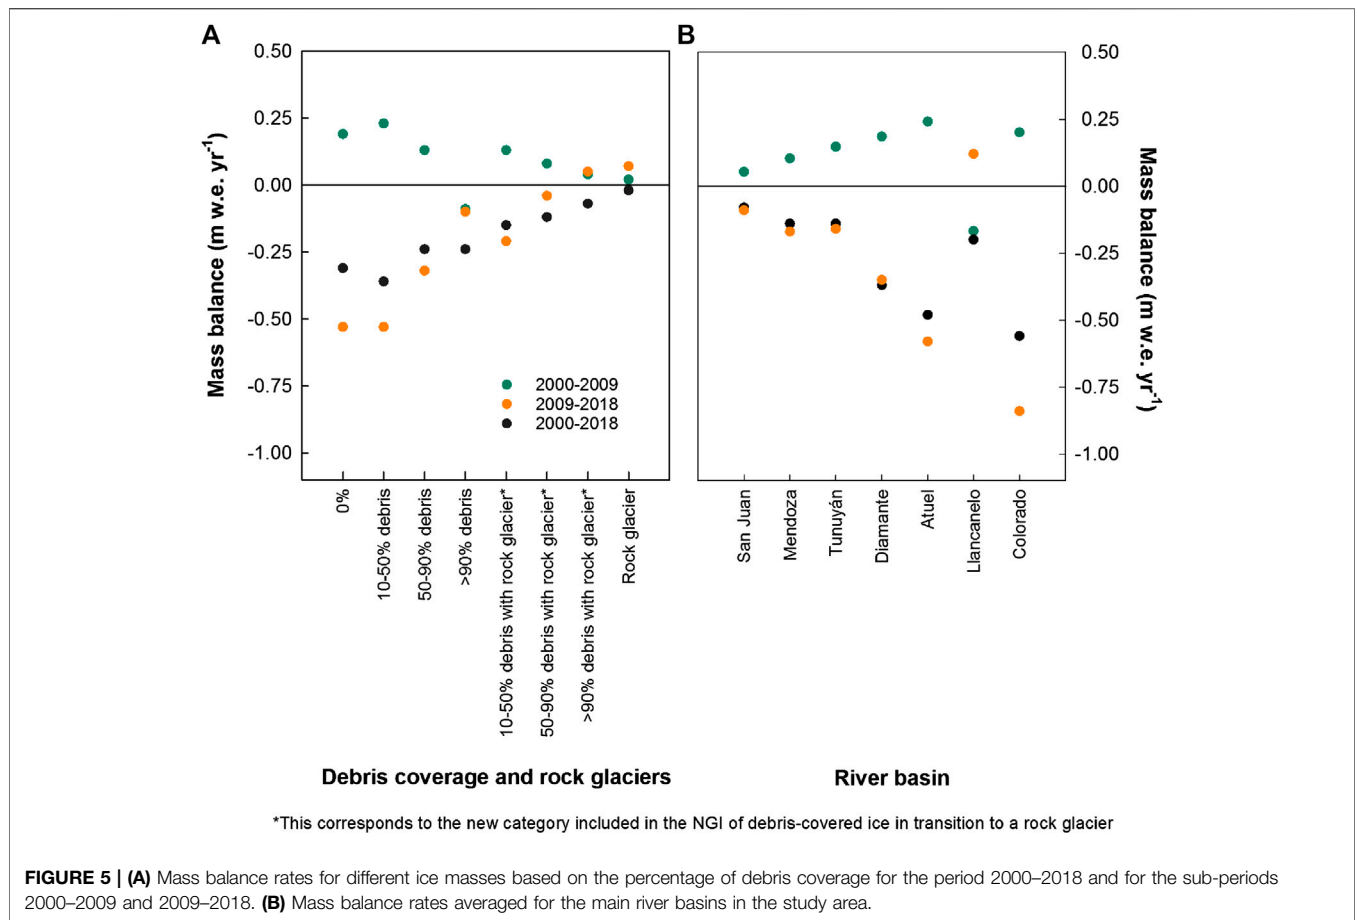 A
B
0.50
0.25
0.00
-0.25
-0.50
-0.75
-1.00
Mass balance (m w.e. yr-1)
2000-2009
2009-2018
2000-2018
0%
10-50% debris
50-90% debris
>90% debris
10-50% debris with rock glacier*
50-90% debris with rock glacier*
>90% debris with rock glacier*
Rock glacier
Debris coverage and rock glaciers
0.50
0.25
0.00
-0.25
-0.50
-0.75
-1.00
Mass balance (m w.e. yr-1)
San Juan
Mendoza
Tunuyán
Diamante
Atuel
Llancanelo
Colorado
River basin
*This corresponds to the new category included in the NGI of debris-covered ice in transition to a rock glacier
FIGURE 5 | (A) Mass balance rates for different ice masses based on the percentage of debris coverage for the period 2000–2018 and for the sub-periods
2000–2009 and 2009–2018. (B) Mass balance rates averaged for the main river basins in the study area.